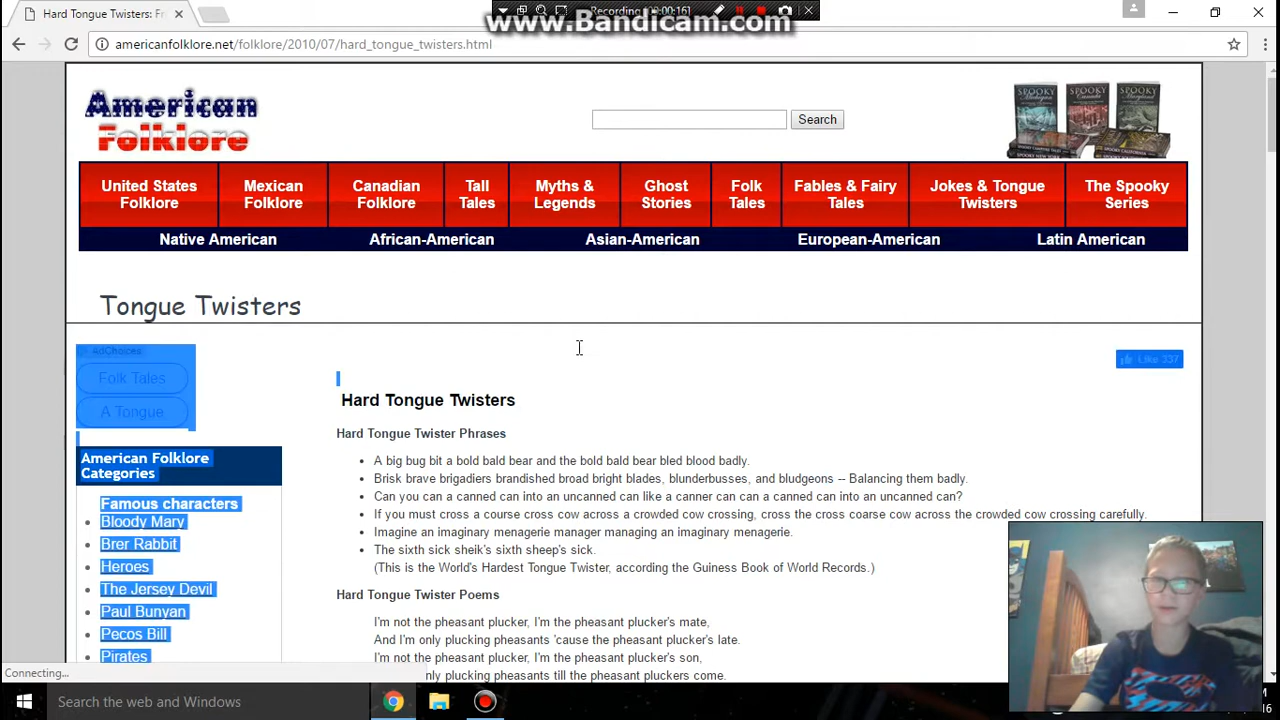 Hard Tongue Twisters: Fr
Recording [00:00:16]
www.Bandicam.com
americanfolklore.net/folklore/2010/07/hard_tongue_twisters.html
American
Folklore
Search
SPOOKY SPOOKY SPOOKY
United States Folklore
Mexican Folklore
Canadian Folklore
Tall Tales
Myths & Legends
Ghost Stories
Folk Tales
Fables & Fairy Tales
Jokes & Tongue Twisters
The Spooky Series
Native American
African-American
Asian-American
European-American
Latin American
Tongue Twisters
AdChoices
Folk Tales
A Tongue
American Folklore
Categories
Famous characters
Bloody Mary
Brer Rabbit
Heroes
The Jersey Devil
Paul Bunyan
Pecos Bill
Pirates
Like 337
Hard Tongue Twisters
Hard Tongue Twister Phrases
A big bug bit a bold bald bear and the bold bald bear bled blood badly.
Brisk brave brigadiers brandished broad bright blades, blunderbusses, and bludgeons -- Balancing them badly.
Can you can a canned can into an uncanned can like a canner can can a canned can into an uncanned can?
If you must cross a course cross cow across a crowded cow crossing, cross the cross coarse cow across the crowded cow crossing carefully.
Imagine an imaginary menagerie manager managing an imaginary menagerie.
The sixth sick sheik's sixth sheep's sick.
(This is the World's Hardest Tongue Twister, according the Guiness Book of World Records.)
Hard Tongue Twister Poems
I'm not the pheasant plucker, I'm the pheasant plucker's mate,
And I'm only plucking pheasants 'cause the pheasant plucker's late.
I'm not the pheasant plucker, I'm the pheasant plucker's son,
nly plucking pheasants till the pheasant pluckers come.
Connecting...
Search the web and Windows